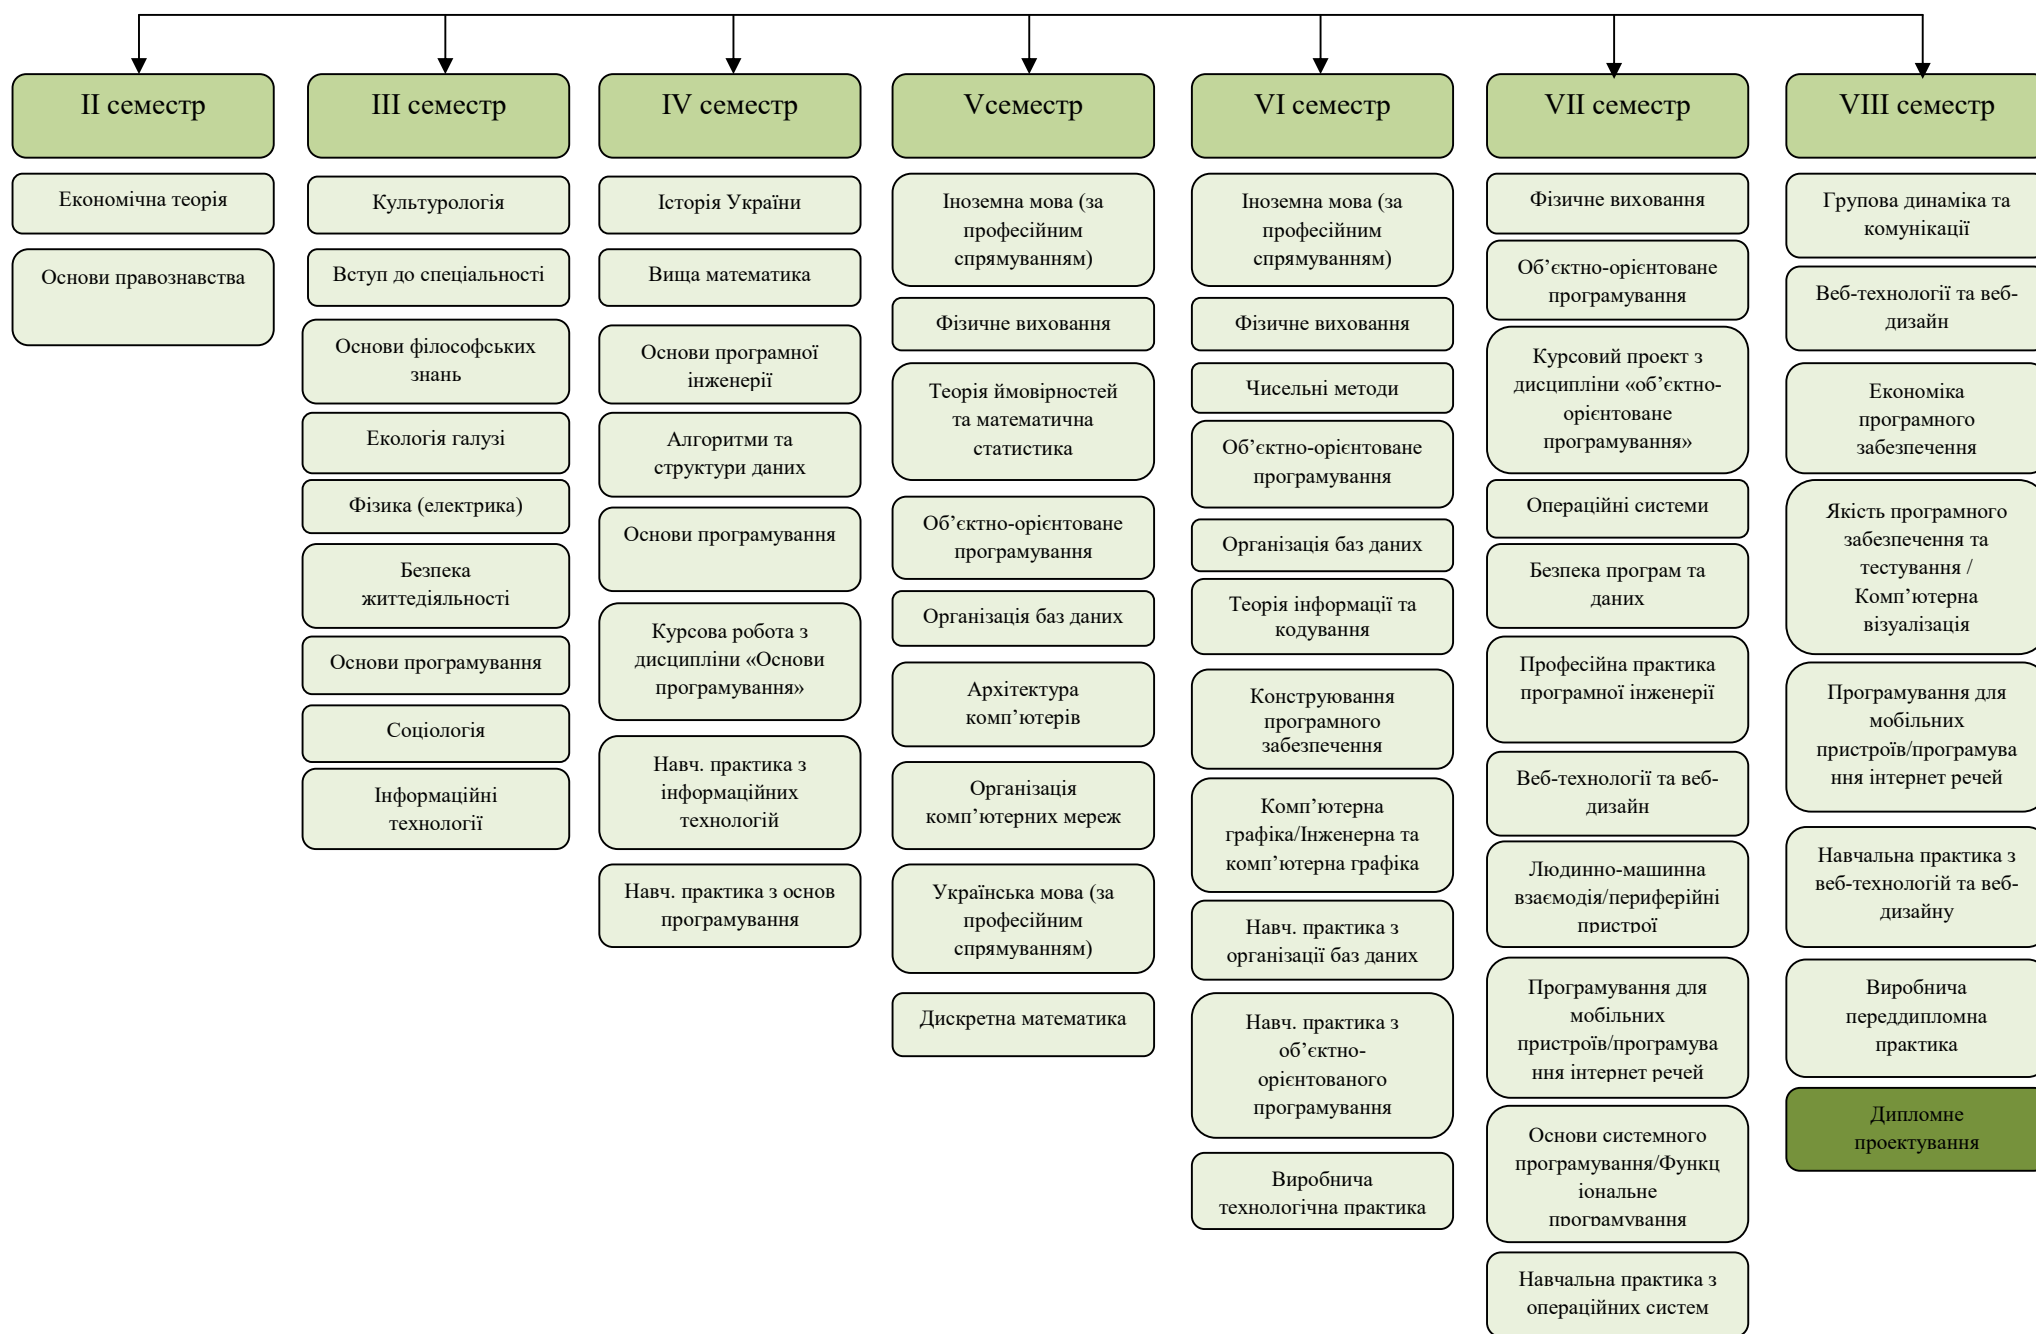 II семестр
Економічна теорія
Основи правознавства
III семестр
Культурологія
Вступ до спеціальності
Основи філософських
знань
Екологія галузі
Фізика (електрика)
Безпека
життедіяльності
Основи програмування
Соціологія
Інформаційні
технології
IV семестр
Історія України
Вища математика
Основи програмної
інженерії
Алгоритми та
структури даних
Основи програмування
Курсова робота з
дисципліни «Основи
програмування»
Навч. практика з
інформаційних
технологій
Навч. практика з основ
програмування
Vсеместр
Іноземна мова (за
професійним
спрямуванням)
Фізичне виховання
Теорія ймовірностей
та математична
статистика
Об’єктно-орієнтоване
програмування
Організація баз даних
Архітектура
комп’ютерів
Організація
комп’ютерних мереж
Українська мова (за
професійним
спрямуванням)
Дискретна математика
VI семестр
Іноземна мова (за
професійним
спрямуванням)
Фізичне виховання
Чисельні методи
Об’єктно-орієнтоване
програмування
Організація баз даних
Теорія інформації та
кодування
Конструювання
програмного
забезпечення
Комп’ютерна
графіка/Інженерна та
комп’ютерна графіка
Навч. практика з
організації баз даних
Навч. практика з
об’єктно-
орієнтованого
програмування
Виробнича
технологічна практика
VII семестр
Фізичне виховання
Об’єктно-орієнтоване
програмування
Курсовий проект з
дисципліни «об’єктно-
орієнтоване
програмування»
Операційні системи
Безпека програм та
даних
Професійна практика
програмної інженерії
Веб-технології та веб-
дизайн
Людинно-машинна
взаємодія/периферійні
пристрої
Програмування для
мобільних
пристроїв/програмува
ння інтернет речей
Основи системного
програмування/Функц
іональне
програмування
Навчальна практика з
операційних систем
VIII семестр
Групова динаміка та
комунікації
Веб-технології та веб-
дизайн
Економіка
програмного
забезпечення
Якість програмного
забезпечення та
тестування /
Комп’ютерна
візуалізація
Програмування для
мобільних
пристроїв/програмува
ння інтернет речей
Навчальна практика з
веб-технологій та веб-
дизайну
Виробнича
переддипломна
практика
Дипломне
проектування